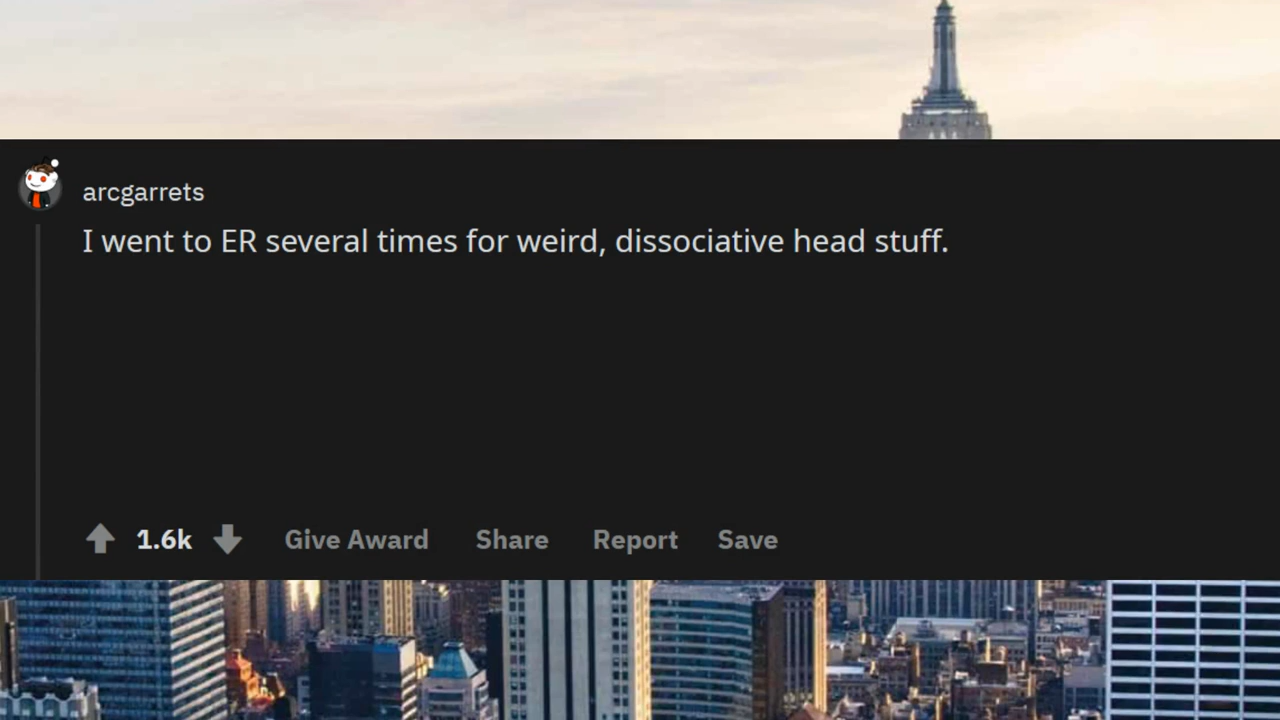 arcgarrets
I went to ER several times for weird, dissociative head stuff.
1.6k Give Award Share Report Save